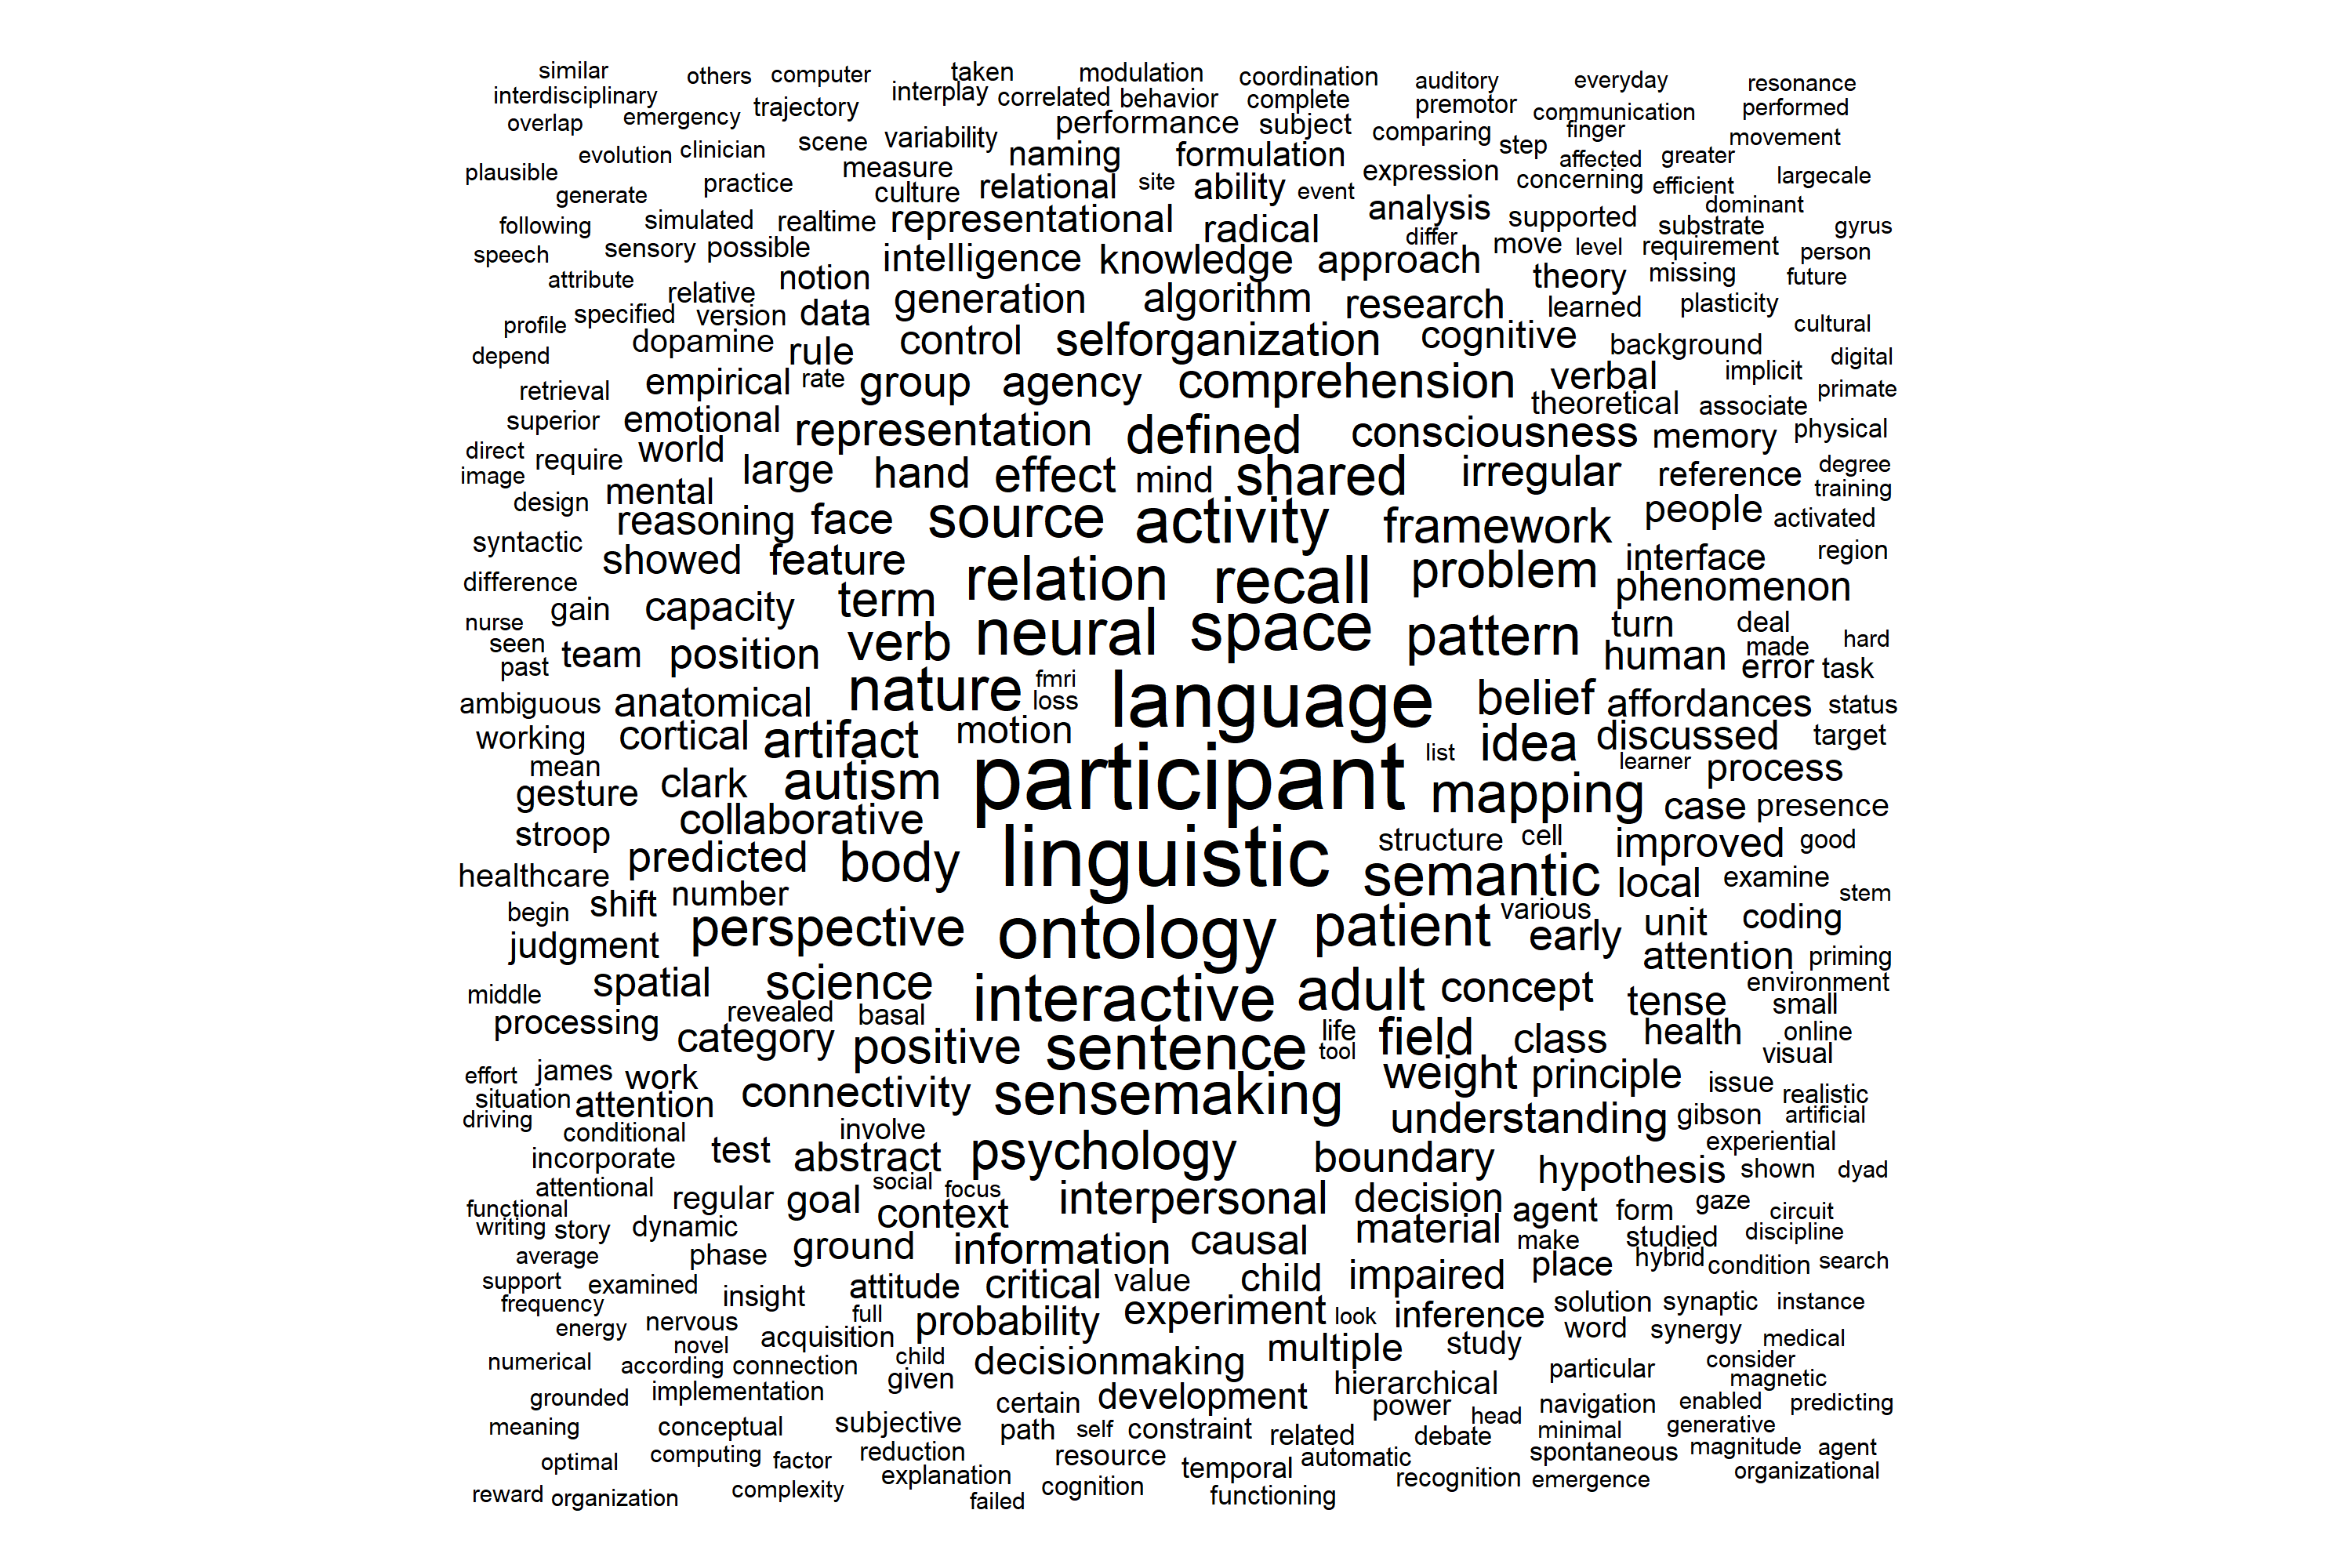 similar others computer taken modulation coordination auditory everyday resonance
interdisciplinary overlap emergency trajectory interplay correlated behavior complete premotor communication performed
plausible evolution clinician scene variability performance subject comparing finger step movement
generate practice measure culture naming formulation relational site ability event expression affected concerning greater efficient largecale
following simulated realtime representational radical analysis supported dominant substrate gyrus
speech sensory possible intelligence knowledge approach differ move level requirement person
attribute relative notion generation algorithm research theory missing learned plasticity future
profile specified version data control selforganization cognitive background cultural
depend dopamine rule digital
retrieval empirical rate group agency comprehension verbal implicit primate
superior emotional representation defined consciousness theoretical associate memory physical
direct image require world large hand effect mind shared irregular reference degree training
design mental reasoning face source activity framework people activated
syntactic showed feature relation recall problem interface phenomenon region
difference gain capacity term
nurse seen past team position verb neural space pattern turn human deal made error task hard
ambiguous anatomical nature fmri loss language belief affordances status
working cortical artifact motion participant list idea discussed learner target
mean gesture clark autism mapping process case presence
stroop collaborative structure cell improved good
healthcare predicted body linguistic semantic local examine stem
begin shift number various
judgment perspective ontology patient early unit coding attention priming
middle spatial science interactive adult concept tense environment small
processing revealed basal category positive sentence life tool field class health online visual
effort james work situation driving attention connectivity sensemaking weight principle issue realistic artificial
conditional involve understanding gibson experiential
incorporate test abstract psychology boundary hypothesis shown dyad
attentional functional regular goal social focus context interpersonal decision agent form gaze circuit
writing story dynamic material make studied discipline
average phase ground information causal place hybrid condition search
support examined insight attitude critical value child impaired
frequency energy nervous novel full probability experiment look inference solution synaptic instance
acquisition multiple study word synergy medical
numerical according connection child given decisionmaking particular consider magnetic
grounded implementation certain development hierarchical power navigation enabled predicting
meaning conceptual subjective path self constraint related debate head minimal generative
optimal computing factor reduction resource automatic spontaneous magnitude agent
explanation temporal recognition emergence organizational
reward organization complexity failed cognition functioning